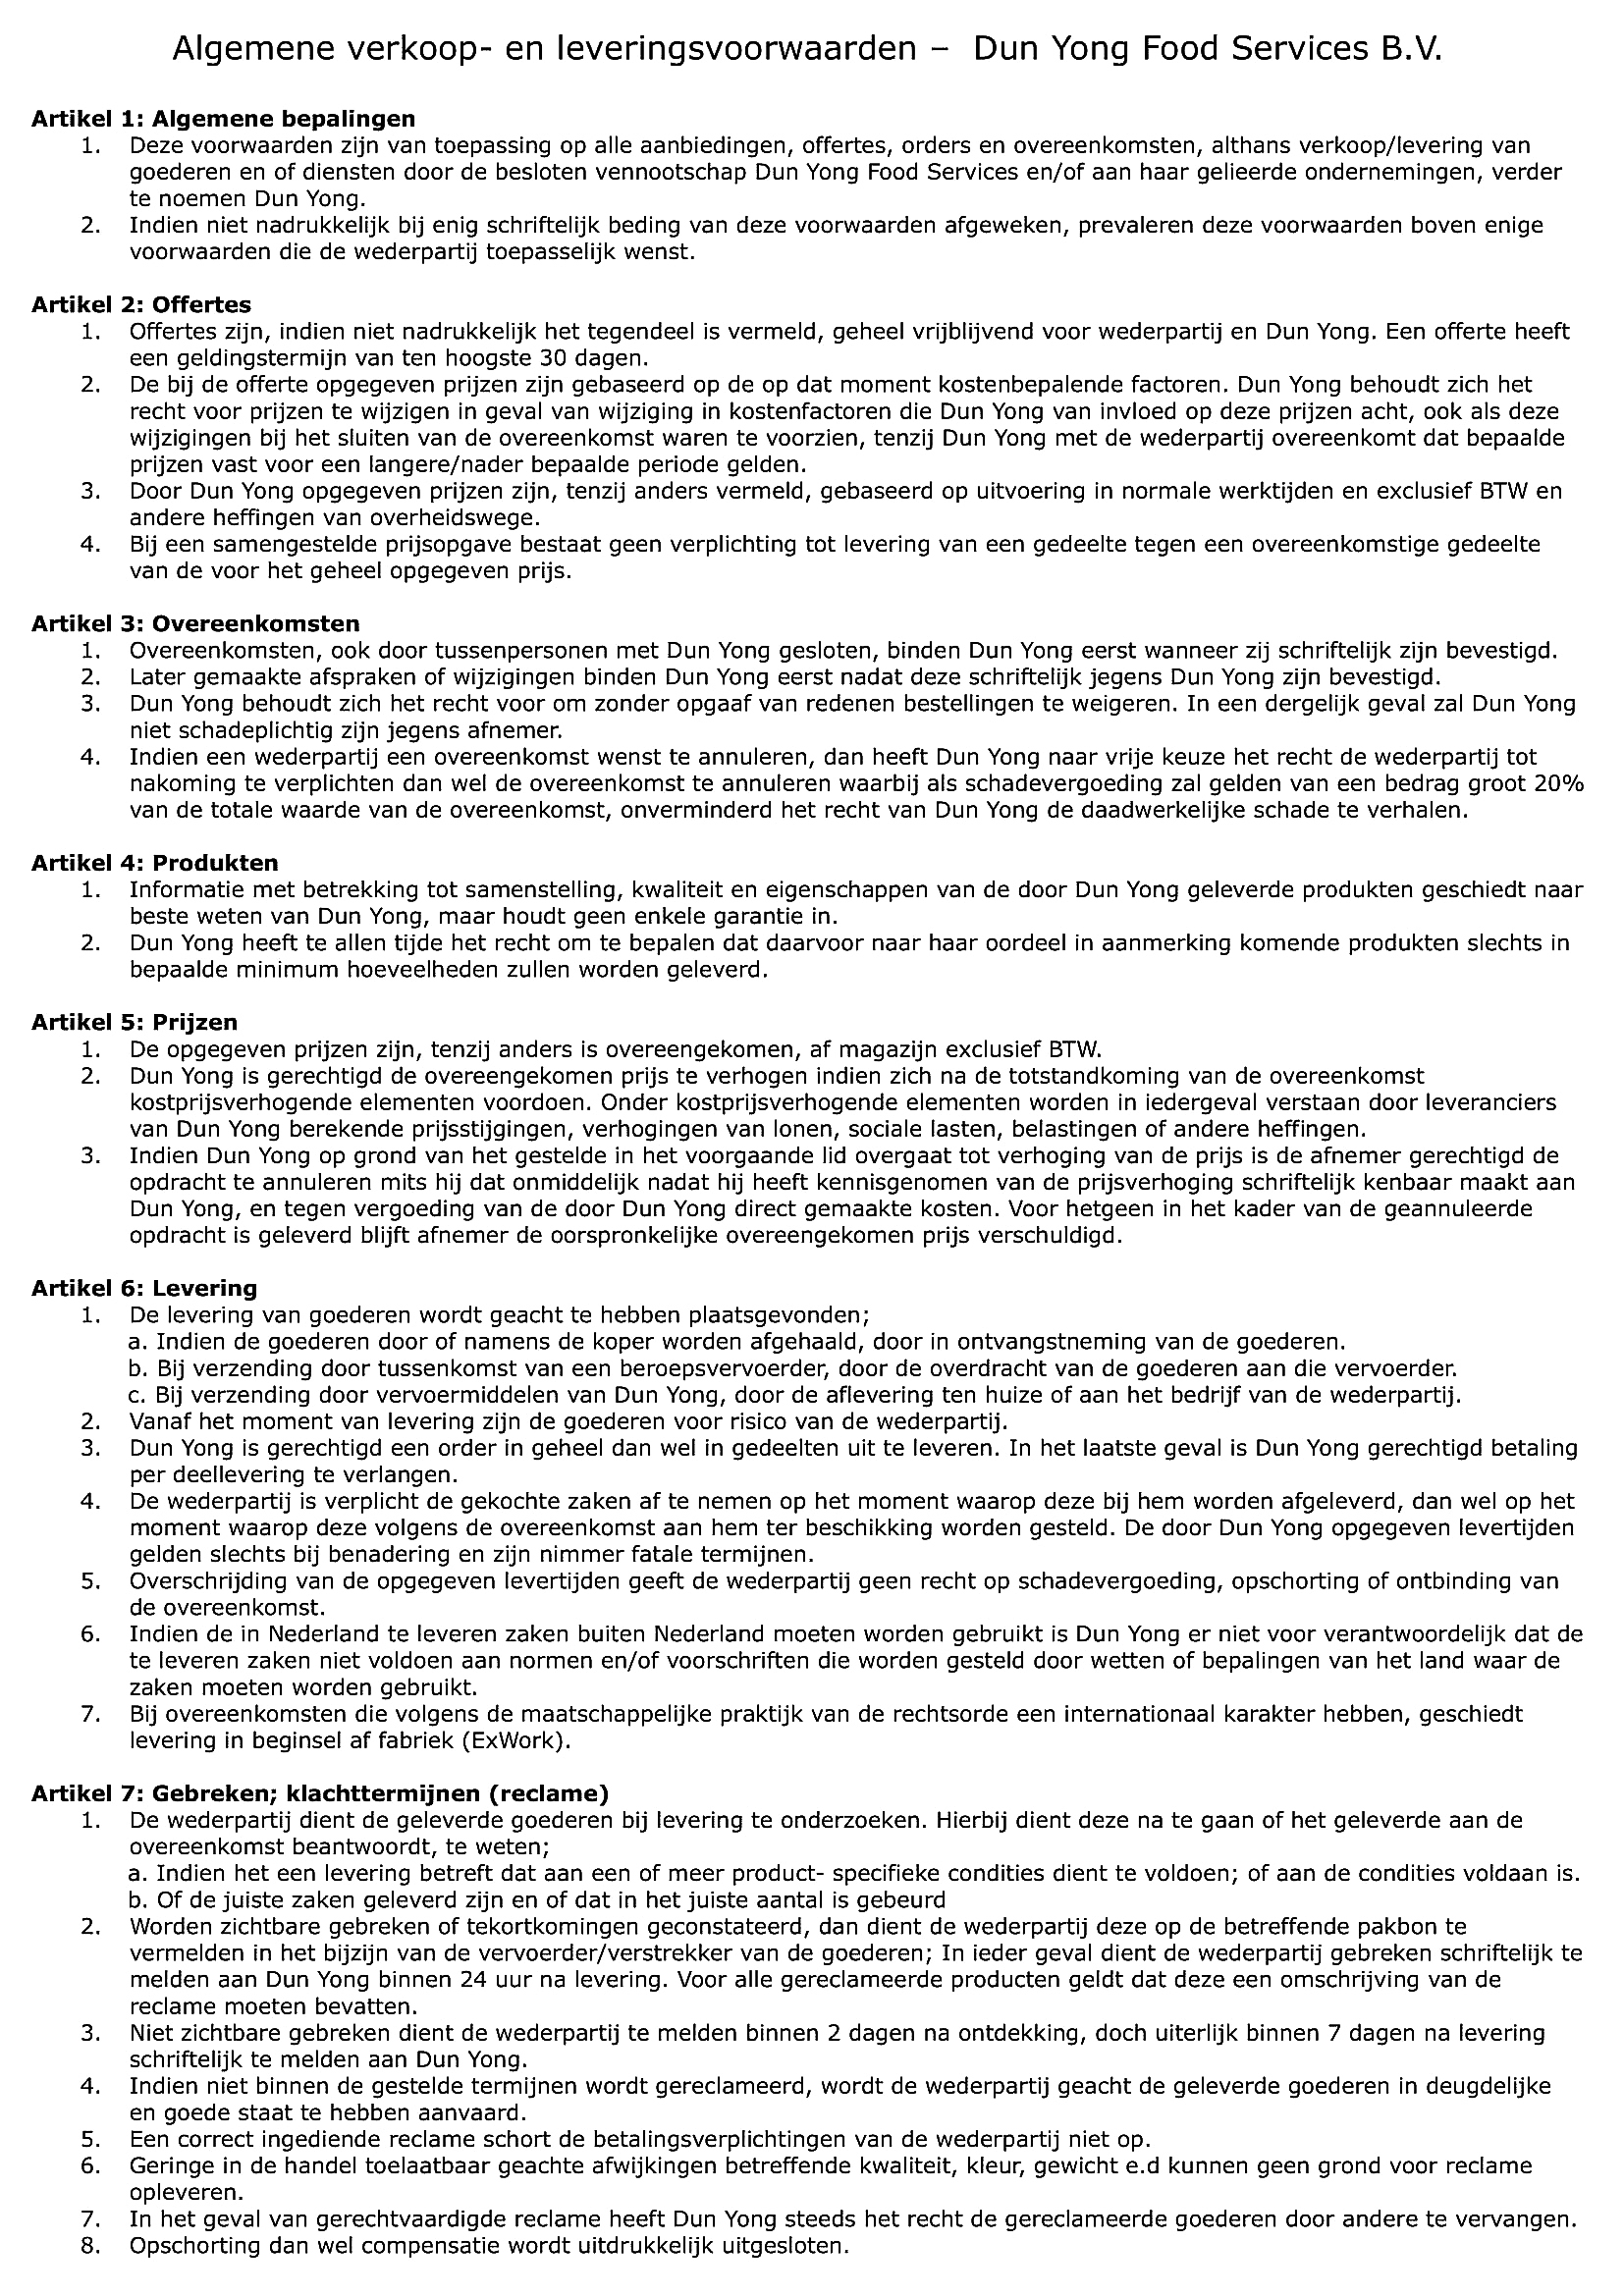 Algemene verkoop- en leveringsvoorwaarden – Dun Yong Food Services B.V.
Artikel 1: Algemene bepalingen
1. Deze voorwaarden zijn van toepassing op alle aanbiedingen, offertes, orders en overeenkomsten, althans verkoop/levering van
goederen en of diensten door de besloten vennootschap Dun Yong Food Services en/of aan haar gelieerde ondernemingen, verder
te noemen Dun Yong.
2. Indien niet nadrukkelijk bij enig schriftelijk beding van deze voorwaarden afgeweken, prevaleren deze voorwaarden boven enige
voorwaarden die de wederpartij toepasselijk wenst.
Artikel 2: Offertes
1. Offertes zijn, indien niet nadrukkelijk het tegendeel is vermeld, geheel vrijblijvend voor wederpartij en Dun Yong. Een offerte heeft
een geldingstermijn van ten hoogste 30 dagen.
2. De bij de offerte opgegeven prijzen zijn gebaseerd op de op dat moment kostenbepalende factoren. Dun Yong behoudt zich het
recht voor prijzen te wijzigen in geval van wijziging in kostenfactoren die Dun Yong van invloed op deze prijzen acht, ook als deze
wijzigingen bij het sluiten van de overeenkomst waren te voorzien, tenzij Dun Yong met de wederpartij overeenkomt dat bepaalde
prijzen vast voor een langere/nader bepaalde periode gelden.
3. Door Dun Yong opgegeven prijzen zijn, tenzij anders vermeld, gebaseerd op uitvoering in normale werktijden en exclusief BTW en
andere heffingen van overheidswege.
4. Bij een samengestelde prijsopgave bestaat geen verplichting tot levering van een gedeelte tegen een overeenkomstige gedeelte
van de voor het geheel opgegeven prijs.
Artikel 3: Overeenkomsten
1. Overeenkomsten, ook door tussenpersonen met Dun Yong gesloten, binden Dun Yong eerst wanneer zij schriftelijk zijn bevestigd.
2. Later gemaakte afspraken of wijzigingen binden Dun Yong eerst nadat deze schriftelijk jegens Dun Yong zijn bevestigd.
3. Dun Yong behoudt zich het recht voor om zonder opgaaf van redenen bestellingen te weigeren. In een dergelijk geval zal Dun Yong
niet schadeplichtig zijn jegens afnemer.
4. Indien een wederpartij een overeenkomst wenst te annuleren, dan heeft Dun Yong naar vrije keuze het recht de wederpartij tot
nakoming te verplichten dan wel de overeenkomst te annuleren waarbij als schadevergoeding zal gelden van een bedrag groot 20%
van de totale waarde van de overeenkomst, onverminderd het recht van Dun Yong de daadwerkelijke schade te verhalen.
Artikel 4: Produkten
1. Informatie met betrekking tot samenstelling, kwaliteit en eigenschappen van de door Dun Yong geleverde produkten geschiedt naar
beste weten van Dun Yong, maar houdt geen enkele garantie in.
2. Dun Yong heeft te allen tijde het recht om te bepalen dat daarvoor naar haar oordeel in aanmerking komende produkten slechts in
bepaalde minimum hoeveelheden zullen worden geleverd.
Artikel 5: Prijzen
1. De opgegeven prijzen zijn, tenzij anders is overeengekomen, af magazijn exclusief BTW.
2. Dun Yong is gerechtigd de overeengekomen prijs te verhogen indien zich na de totstandkoming van de overeenkomst
kostprijsverhogende elementen voordoen. Onder kostprijsverhogende elementen worden in iedergeval verstaan door leveranciers
van Dun Yong berekende prijsstijgingen, verhogingen van lonen, sociale lasten, belastingen of andere heffingen.
3. Indien Dun Yong op grond van het gestelde in het voorgaande lid overgaat tot verhoging van de prijs is de afnemer gerechtigd de
opdracht te annuleren mits hij dat onmiddelijk nadat hij heeft kennisgenomen van de prijsverhoging schriftelijk kenbaar maakt aan
Dun Yong, en tegen vergoeding van de door Dun Yong direct gemaakte kosten. Voor hetgeen in het kader van de geannuleerde
opdracht is geleverd blijft afnemer de oorspronkelijke overeengekomen prijs verschuldigd.
Artikel 6: Levering
1. De levering van goederen wordt geacht te hebben plaatsgevonden;
a. Indien de goederen door of namens de koper worden afgehaald, door in ontvangstneming van de goederen.
b. Bij verzending door tussenkomst van een beroepsvervoerder, door de overdracht van de goederen aan die vervoerder.
c. Bij verzending door vervoermiddelen van Dun Yong, door de aflevering ten huize of aan het bedrijf van de wederpartij.
2. Vanaf het moment van levering zijn de goederen voor risico van de wederpartij.
3. Dun Yong is gerechtigd een order in geheel dan wel in gedeelten uit te leveren. In het laatste geval is Dun Yong gerechtigd betaling
per deellevering te verlangen.
4. De wederpartij is verplicht de gekochte zaken af te nemen op het moment waarop deze bij hem worden afgeleverd, dan wel op het
moment waarop deze volgens de overeenkomst aan hem ter beschikking worden gesteld. De door Dun Yong opgegeven levertijden
gelden slechts bij benadering en zijn nimmer fatale termijnen.
5. Overschrijding van de opgegeven levertijden geeft de wederpartij geen recht op schadevergoeding, opschorting of ontbinding van
de overeenkomst.
6. Indien de in Nederland te leveren zaken buiten Nederland moeten worden gebruikt is Dun Yong er niet voor verantwoordelijk dat de
te leveren zaken niet voldoen aan normen en/of voorschriften die worden gesteld door wetten of bepalingen van het land waar de
zaken moeten worden gebruikt.
7. Bij overeenkomsten die volgens de maatschappelijke praktijk van de rechtsorde een internationaal karakter hebben, geschiedt
levering in beginsel af fabriek (ExWork).
Artikel 7: Gebreken; klachttermijnen (reclame)
1. De wederpartij dient de geleverde goederen bij levering te onderzoeken. Hierbij dient deze na te gaan of het geleverde aan de
overeenkomst beantwoordt, te weten;
a. Indien het een levering betreft dat aan een of meer product- specifieke condities dient te voldoen; of aan de condities voldaan is.
b. Of de juiste zaken geleverd zijn en of dat in het juiste aantal is gebeurd
2. Worden zichtbare gebreken of tekortkomingen geconstateerd, dan dient de wederpartij deze op de betreffende pakbon te
vermelden in het bijzijn van de vervoerder/verstrekker van de goederen; In ieder geval dient de wederpartij gebreken schriftelijk te
melden aan Dun Yong binnen 24 uur na levering. Voor alle gereclameerde producten geldt dat deze een omschrijving van de
reclame moeten bevatten.
3. Niet zichtbare gebreken dient de wederpartij te melden binnen 2 dagen na ontdekking, doch uiterlijk binnen 7 dagen na levering
schriftelijk te melden aan Dun Yong.
4. Indien niet binnen de gestelde termijnen wordt gereclameerd, wordt de wederpartij geacht de geleverde goederen in deugdelijke
en goede staat te hebben aanvaard.
5. Een correct ingediende reclame schort de betalingsverplichtingen van de wederpartij niet op.
6. Geringe in de handel toelaatbaar geachte afwijkingen betreffende kwaliteit, kleur, gewicht e.d kunnen geen grond voor reclame
opleveren.
7. In het geval van gerechtvaardigde reclame heeft Dun Yong steeds het recht de gereclameerde goederen door andere te vervangen.
8. Opschorting dan wel compensatie wordt uitdrukkelijk uitgesloten.